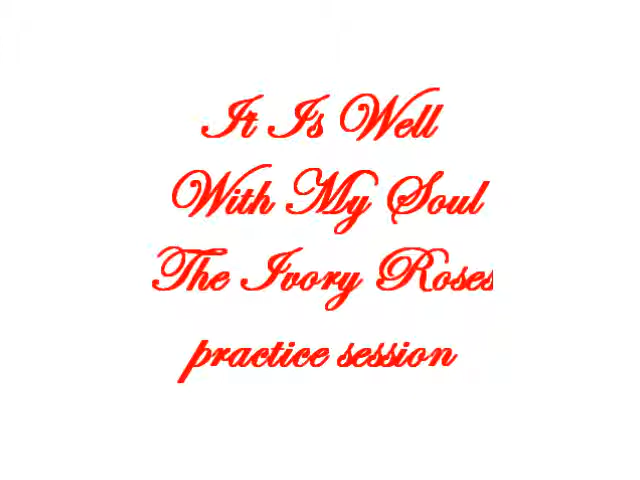 It Is Well
With My Soul
The Ivory Roses
practice session